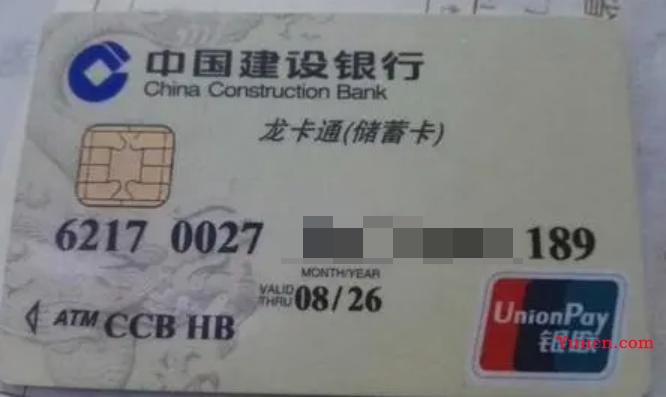 中国建设银行
China Construction Bank
龙卡通(储蓄卡)
6217 0027 189
MONTH/YEAR
VALID THRU 08/26
ATM CCB HB
UnionPay
银联
Yuucn.com